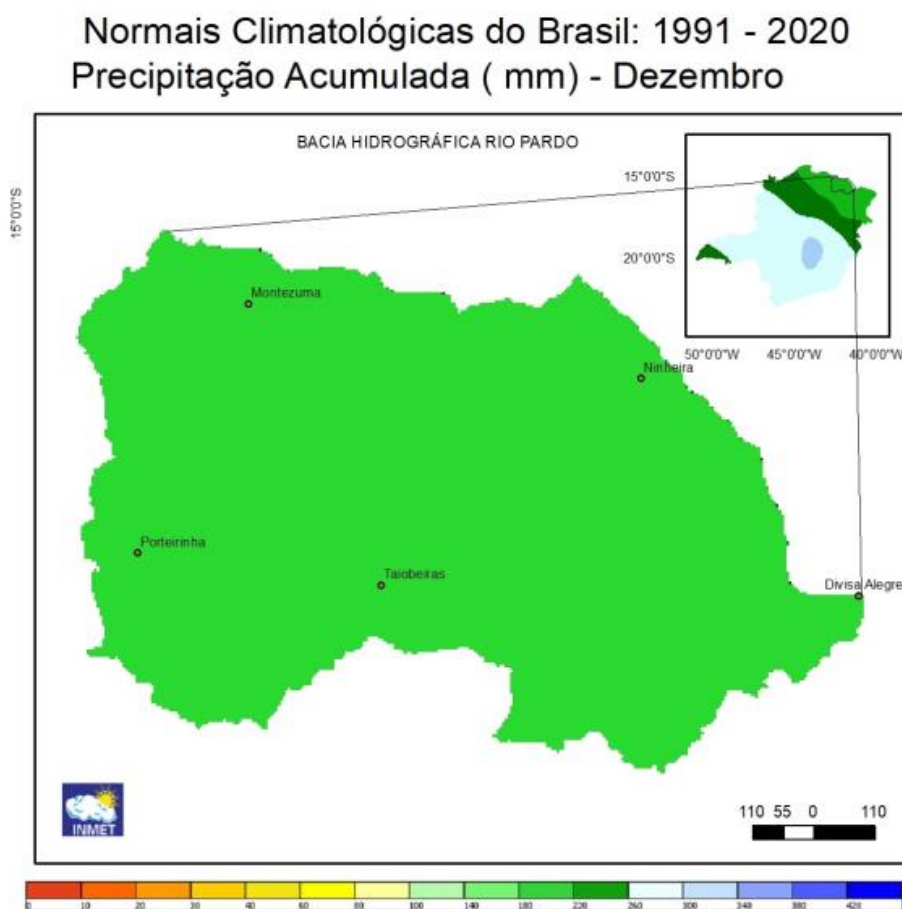 Normais Climatológicas do Brasil: 1991 - 2020
Precipitação Acumulada ( mm) - Dezembro
BACIA HIDROGRÁFICA RIO PARDO
15°0'0"S
15°0'0"S
20°0'0"S
50°0'0"W 45°0'0"W 40°0'0"W
Montezuma
Ninheira
Porteirinha
Taiobeiras
Divisa Alegre
INMET
110 55 0 110
0 10 20 30 40 60 80 100 140 180 220 260 300 340 380 420